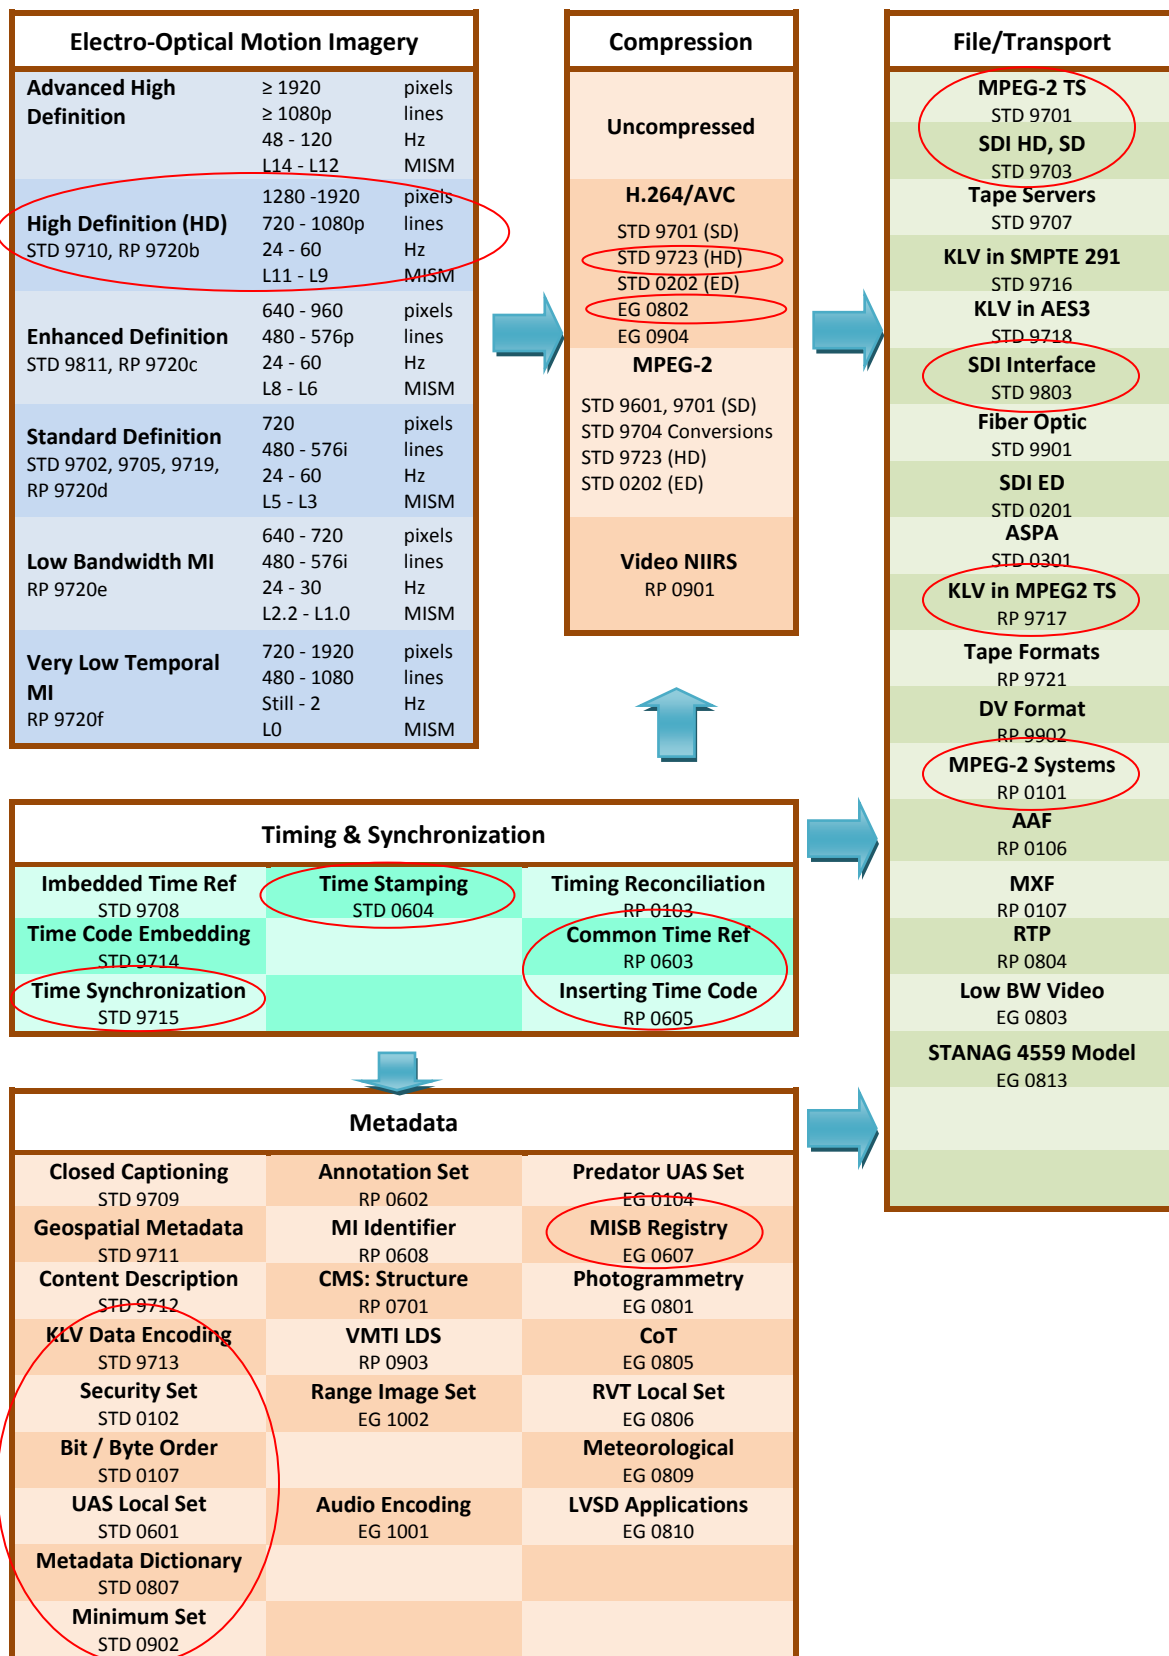 Electro-Optical Motion Imagery
Advanced High Definition
≥ 1920 pixels
≥ 1080p lines
48 - 120 Hz
L14 - L12 MISM
High Definition (HD)
STD 9710, RP 9720b
1280 -1920 pixels
720 - 1080p lines
24 - 60 Hz
L11 - L9 MISM
Enhanced Definition
STD 9811, RP 9720c
640 - 960 pixels
480 - 576p lines
24 - 60 Hz
L8 - L6 MISM
Standard Definition
STD 9702, 9705, 9719,
RP 9720d
720 pixels
480 - 576i lines
24 - 60 Hz
L5 - L3 MISM
Low Bandwidth MI
RP 9720e
640 - 720 pixels
480 - 576i lines
24 - 30 Hz
L2.2 - L1.0 MISM
Very Low Temporal
MI
RP 9720f
720 - 1920 pixels
480 - 1080 lines
Still - 2 Hz
L0 MISM
Compression
Uncompressed
H.264/AVC
STD 9701 (SD)
STD 9723 (HD)
STD 0202 (ED)
EG 0802
EG 0904
MPEG-2
STD 9601, 9701 (SD)
STD 9704 Conversions
STD 9723 (HD)
STD 0202 (ED)
Video NIIRS
RP 0901
File/Transport
MPEG-2 TS
STD 9701
SDI HD, SD
STD 9703
Tape Servers
STD 9707
KLV in SMPTE 291
STD 9716
KLV in AES3
STD 9718
SDI Interface
STD 9803
Fiber Optic
STD 9901
SDI ED
STD 0201
ASPA
STD 0301
KLV in MPEG2 TS
RP 9717
Tape Formats
RP 9721
DV Format
RP 9902
MPEG-2 Systems
RP 0101
AAF
RP 0106
MXF
RP 0107
RTP
RP 0804
Low BW Video
EG 0803
STANAG 4559 Model
EG 0813
Timing & Synchronization
Imbedded Time Ref
STD 9708
Time Stamping
STD 0604
Timing Reconciliation
RP 0103
Time Code Embedding
STD 9714
Common Time Ref
RP 0603
Time Synchronization
STD 9715
Inserting Time Code
RP 0605
Metadata
Closed Captioning
STD 9709
Annotation Set
RP 0602
Predator UAS Set
EG 0104
Geospatial Metadata
STD 9711
MI Identifier
RP 0608
MISB Registry
EG 0607
Content Description
STD 9712
CMS: Structure
RP 0701
Photogrammetry
EG 0801
KLV Data Encoding
STD 9713
VMTI LDS
RP 0903
CoT
EG 0805
Security Set
STD 0102
Range Image Set
EG 1002
RVT Local Set
EG 0806
Bit / Byte Order
STD 0107
Meteorological
EG 0809
UAS Local Set
STD 0601
Audio Encoding
EG 1001
LVSD Applications
EG 0810
Metadata Dictionary
STD 0807
Minimum Set
STD 0902